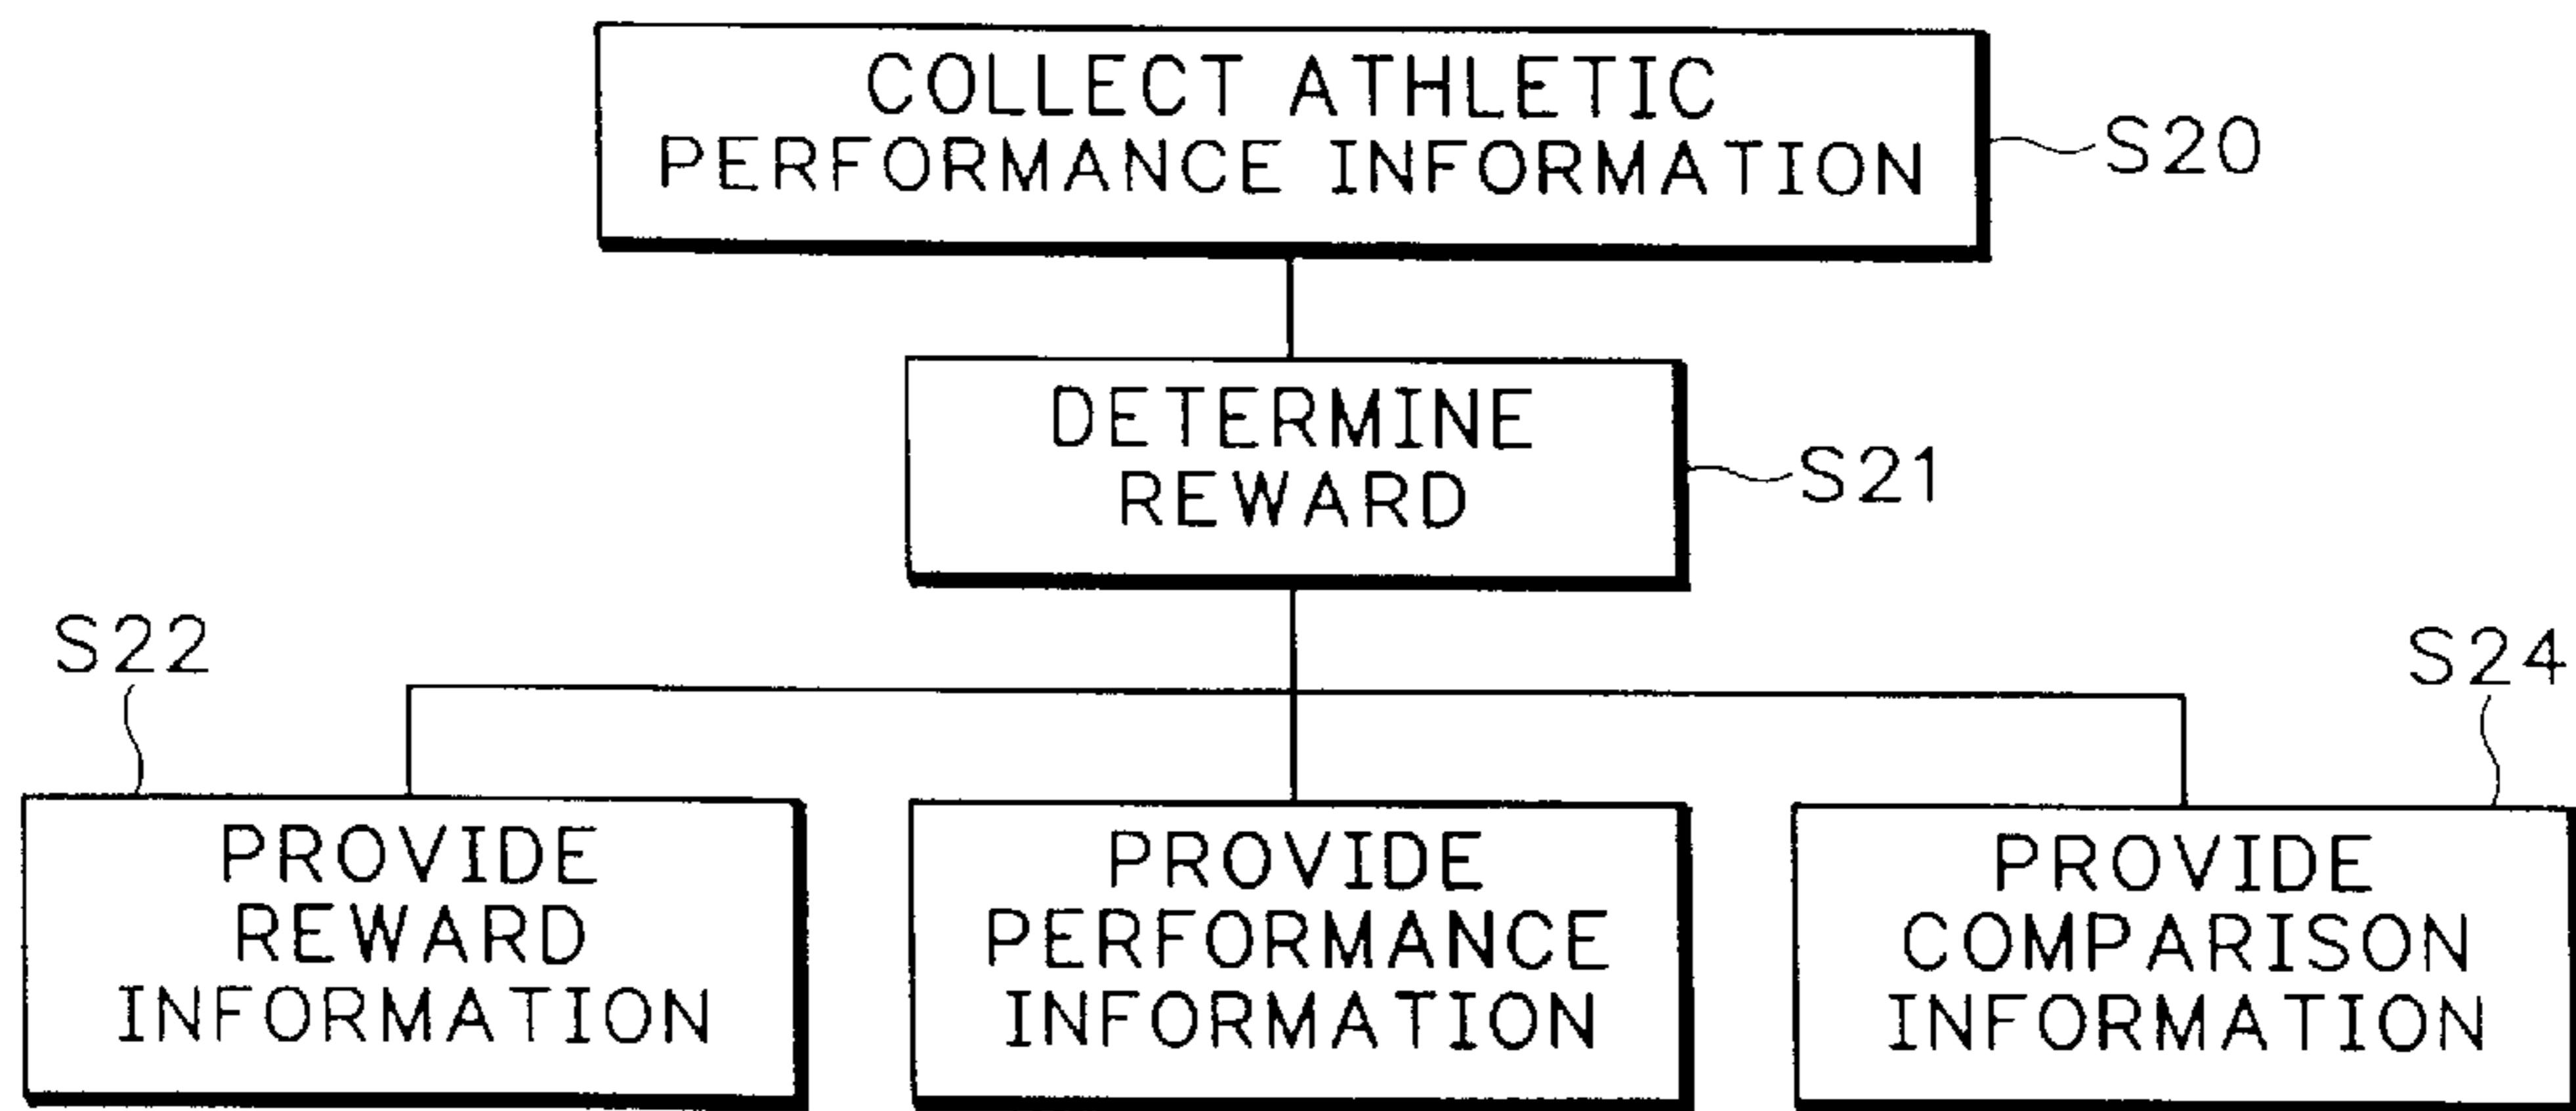 COLLECT ATHLETIC
PERFORMANCE INFORMATION
S20
DETERMINE
REWARD
S21
S22
S24
PROVIDE
REWARD
INFORMATION
PROVIDE
PERFORMANCE
INFORMATION
PROVIDE
COMPARISON
INFORMATION